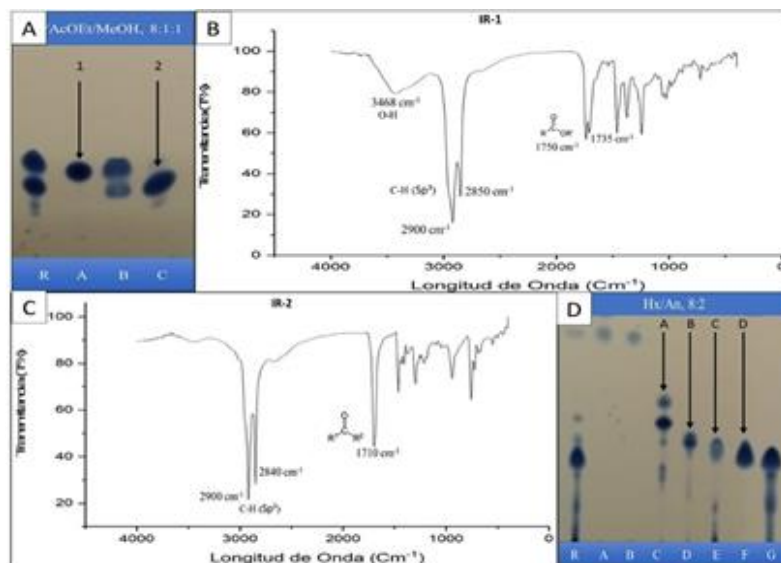 A
AcOEt/MeOH, 8:1:1
1 2
R A B C
B
IR-1
100
80
60
40
20
0
3468 cm⁻¹
O-H
C-H (Sp³)
2850 cm⁻¹
2900 cm⁻¹
O
1750 cm⁻¹
1735 cm⁻¹
4000 3000 2000 1000 0
Longitud de Onda (Cm⁻¹)
C
IR-2
100
80
60
40
20
O
1710 cm⁻¹
2840 cm⁻¹
2900 cm⁻¹
C-H (Sp³)
4000 3000 2000 1000 0
Longitud de Onda (Cm⁻¹)
D
Hx/An, 8:2
A B C D
R A B C D E F G